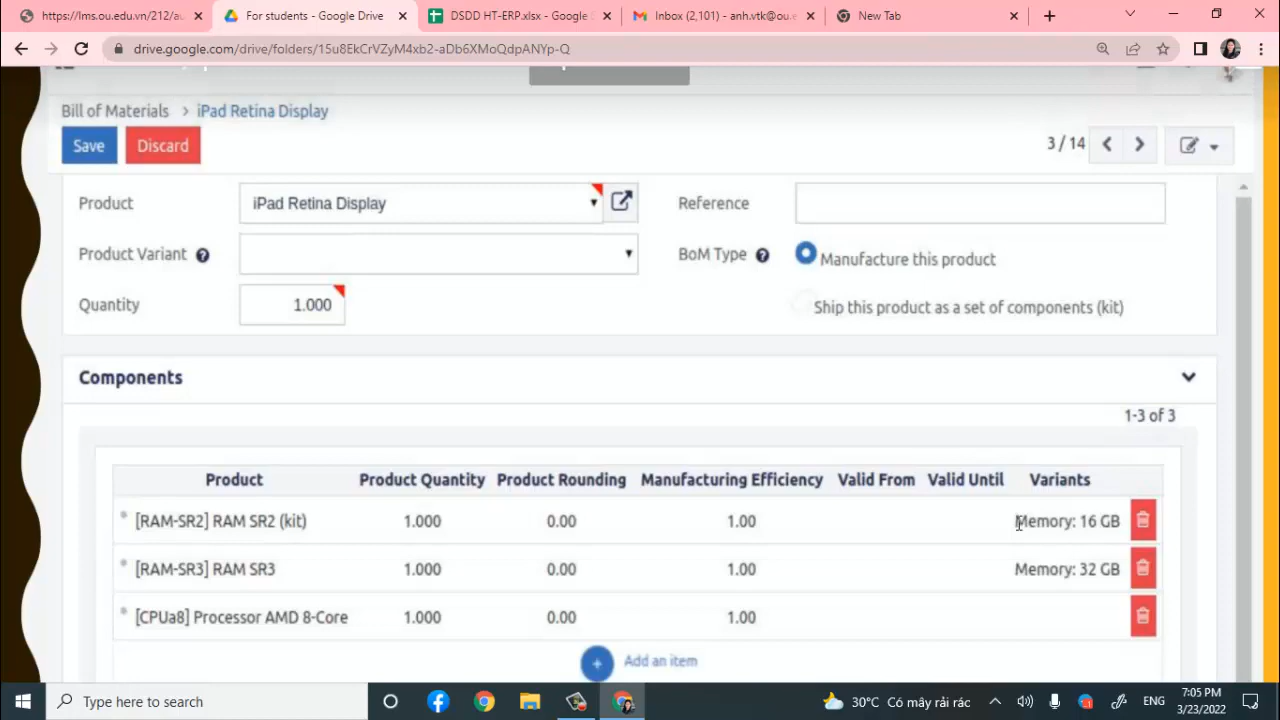 https://lms.ou.edu.vn/212/au
For students - Google Drive
DSDD HT-ERP.xlsx - Google S
Inbox (2,101) - anh.vtk@ou.e
New Tab
drive.google.com/drive/folders/15u8EkCrVZyM4xb2-aDb6XMoQdpANYp-Q
Bill of Materials > iPad Retina Display
Save Discard
3 / 14
Product iPad Retina Display
Reference
Product Variant
BoM Type Manufacture this product
Quantity 1.000
Ship this product as a set of components (kit)
Components
1-3 of 3
Product Product Quantity Product Rounding Manufacturing Efficiency Valid From Valid Until Variants
[RAM-SR2] RAM SR2 (kit) 1.000 0.00 1.00 Memory: 16 GB
[RAM-SR3] RAM SR3 1.000 0.00 1.00 Memory: 32 GB
[CPUa8] Processor AMD 8-Core 1.000 0.00 1.00
Add an item
Type here to search
30°C Có mây rải rác
ENG
7:05 PM
3/23/2022